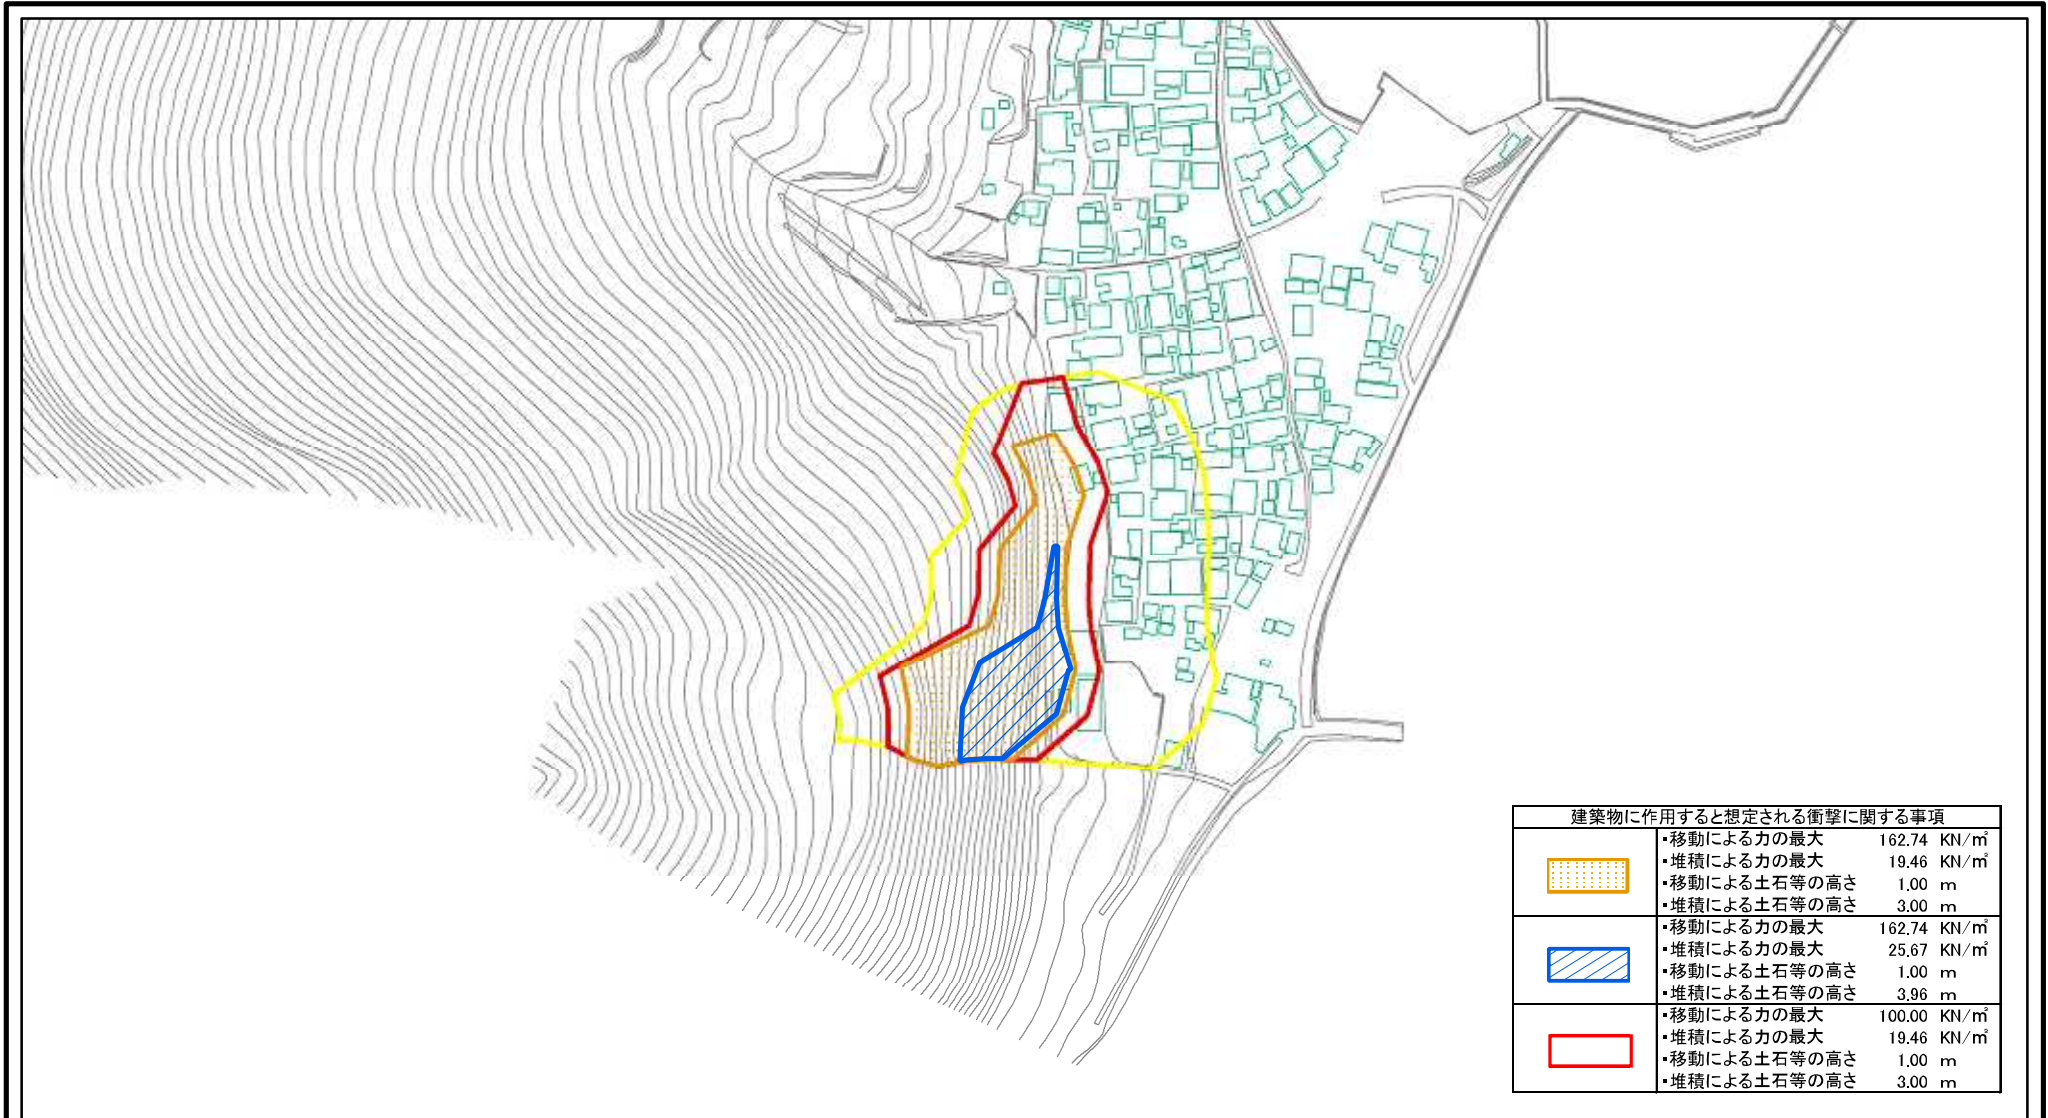 建築物に作用すると想定される衝撃に関する事項
・移動による力の最大 162.74 KN/㎡
・堆積による力の最大 19.46 KN/㎡
・移動による土石等の高さ 1.00 m
・堆積による土石等の高さ 3.00 m
・移動による力の最大 162.74 KN/㎡
・堆積による力の最大 25.67 KN/㎡
・移動による土石等の高さ 1.00 m
・堆積による土石等の高さ 3.96 m
・移動による力の最大 100.00 KN/㎡
・堆積による力の最大 19.46 KN/㎡
・移動による土石等の高さ 1.00 m
・堆積による土石等の高さ 3.00 m